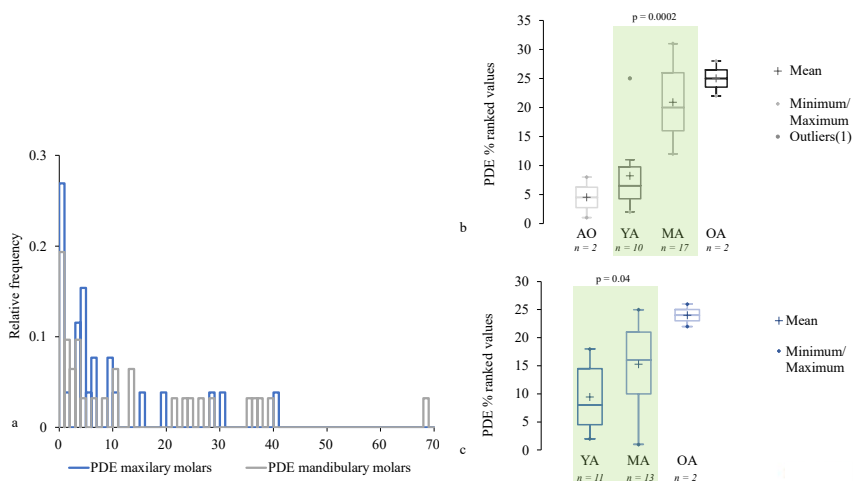 0.3
0.2
0.1
0
Relative frequency
a
0 10 20 30 40 50 60 70
PDE maxilary molars PDE mandibulary molars
p = 0.0002
35
30
25
20
15
10
5
0
PDE % ranked values
b
AO YA MA OA
n = 2 n = 10 n = 17 n = 2
Mean
Minimum/
Maximum
Outliers(1)
p = 0.04
30
25
20
15
10
5
0
PDE % ranked values
c
YA MA OA
n = 11 n = 13 n = 2
Mean
Minimum/
Maximum